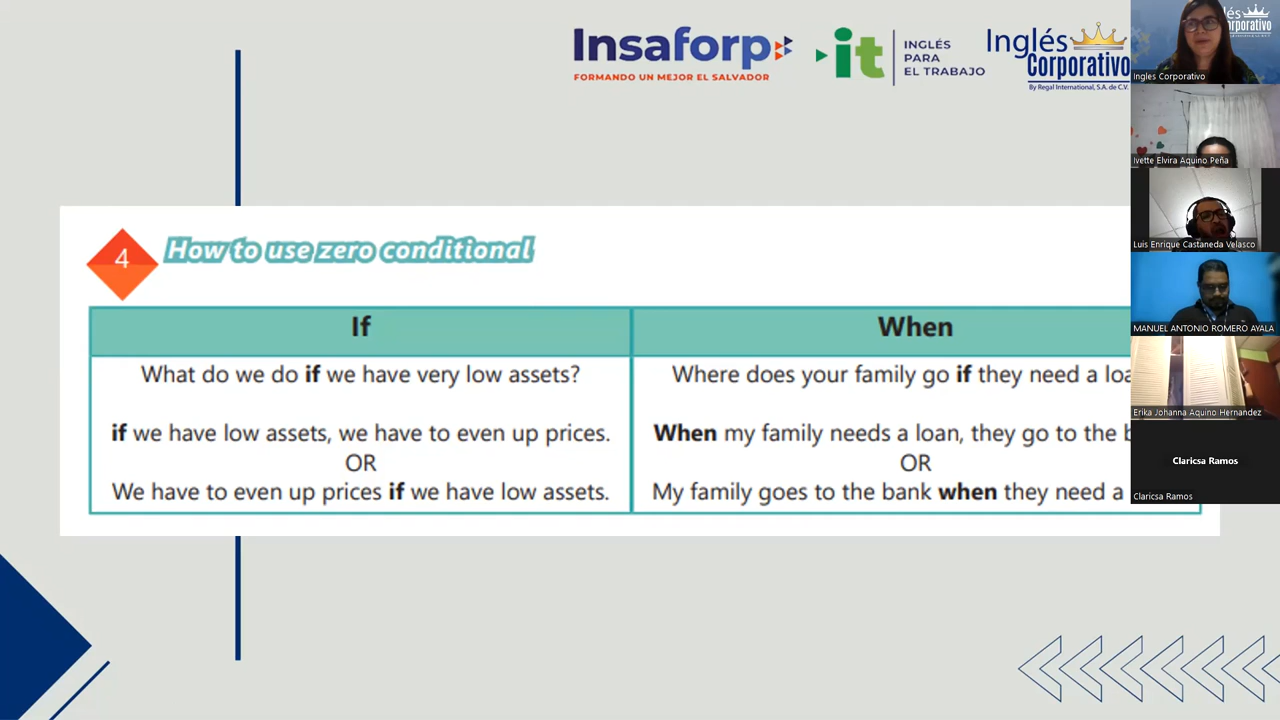 Insaforp
FORMANDO UN MEJOR EL SALVADOR
it
INGLÉS
PARA
EL TRABAJO
Inglés
Corporativo
By Regal International, S.A. de C.V.
4
How to use zero conditional
If
When
What do we do if we have very low assets?
if we have low assets, we have to even up prices.
OR
We have to even up prices if we have low assets.
Where does your family go if they need a
When my family needs a loan, they go to the
OR
My family goes to the bank when they need a
Ingles Corporativo
Ivette Elvira Aquino Peña
Luis Enrique Castaneda Velasco
MANUEL ANTONIO ROMERO AYALA
Erika Johanna Aquino Hernandez
Claricsa Ramos
Claricsa Ramos